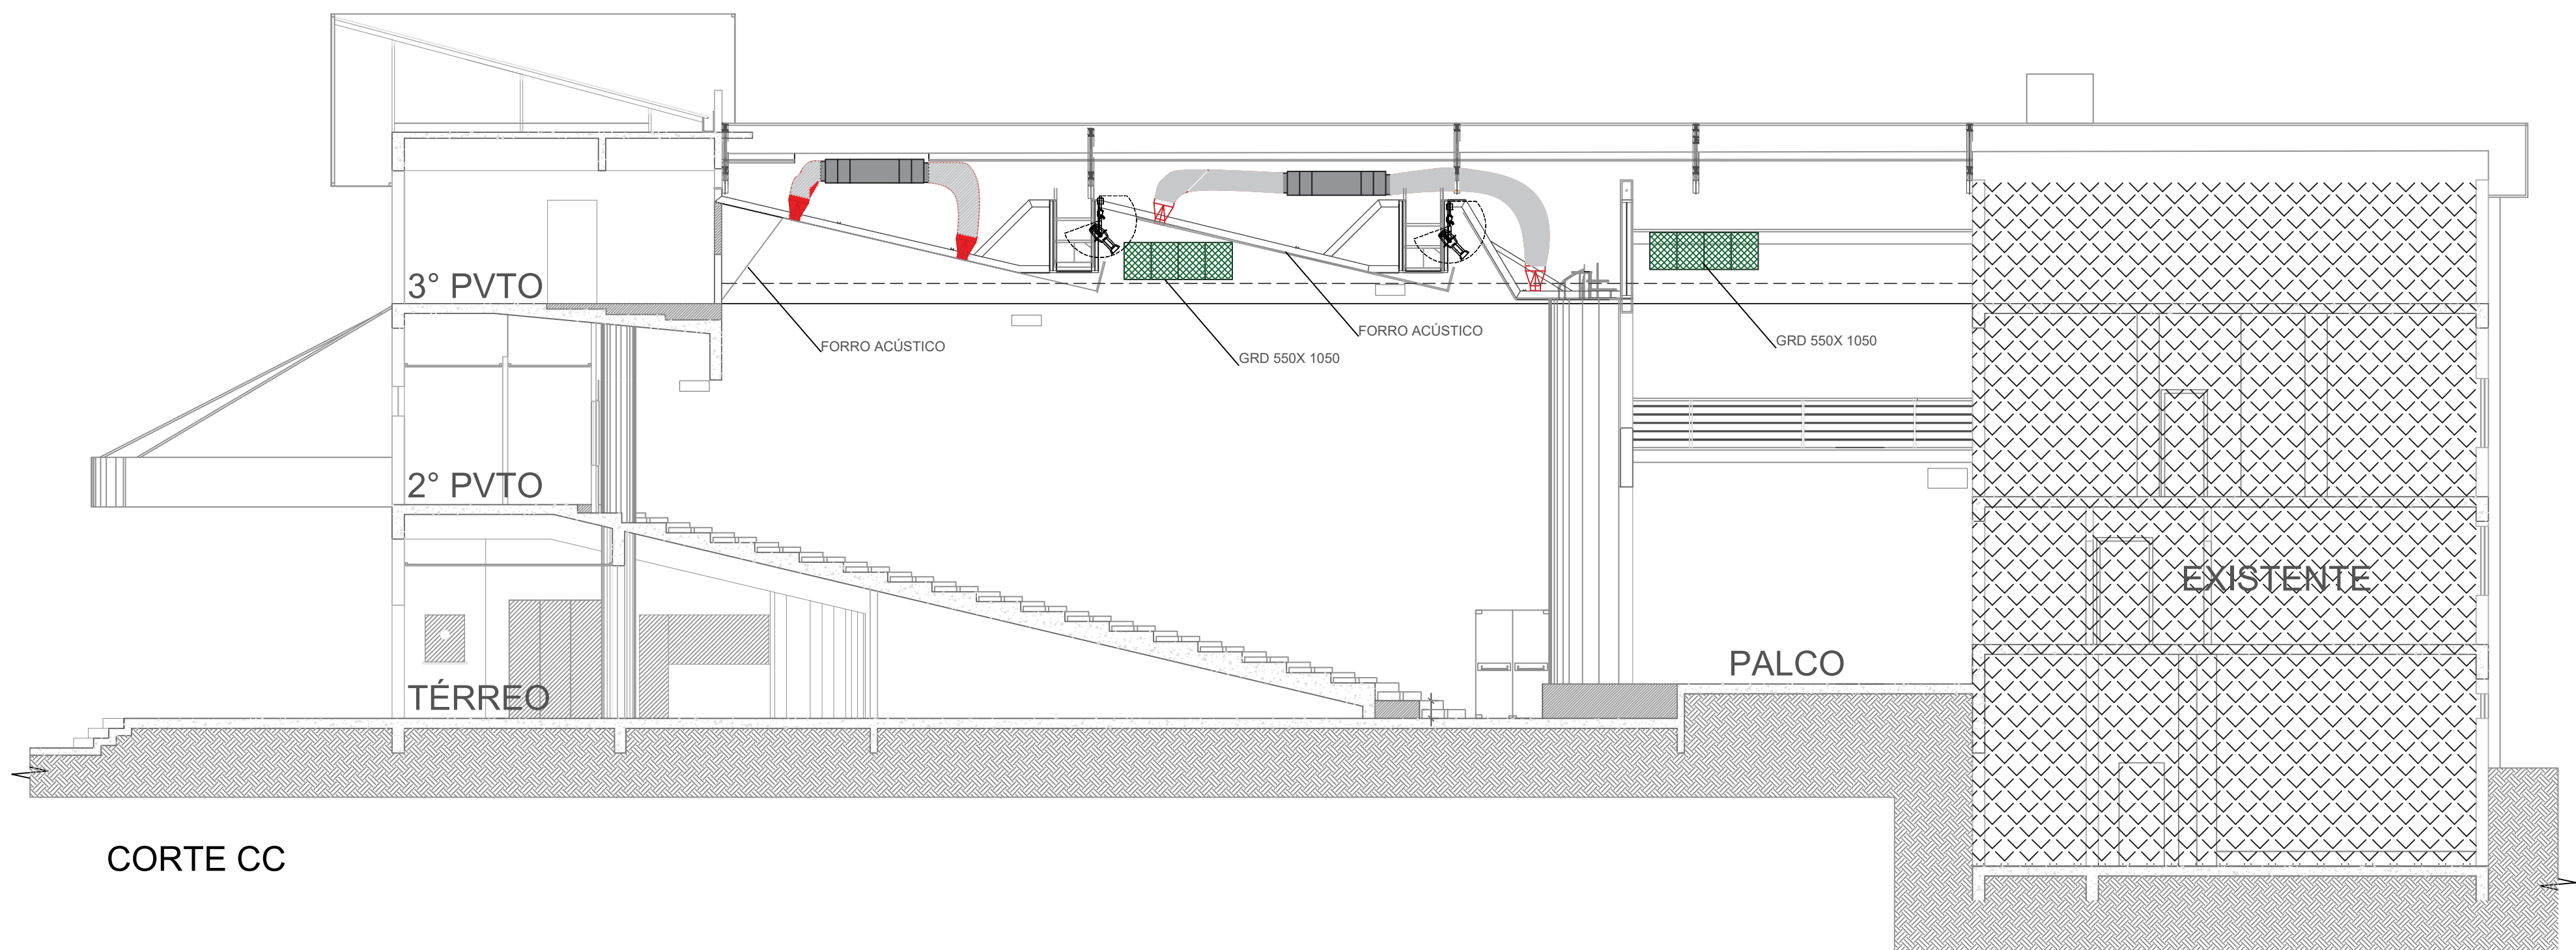 3° PVTO
FORRO ACÚSTICO
GRD 550X 1050
FORRO ACÚSTICO
GRD 550X 1050
2° PVTO
EXISTENTE
PALCO
TÉRREO
CORTE CC